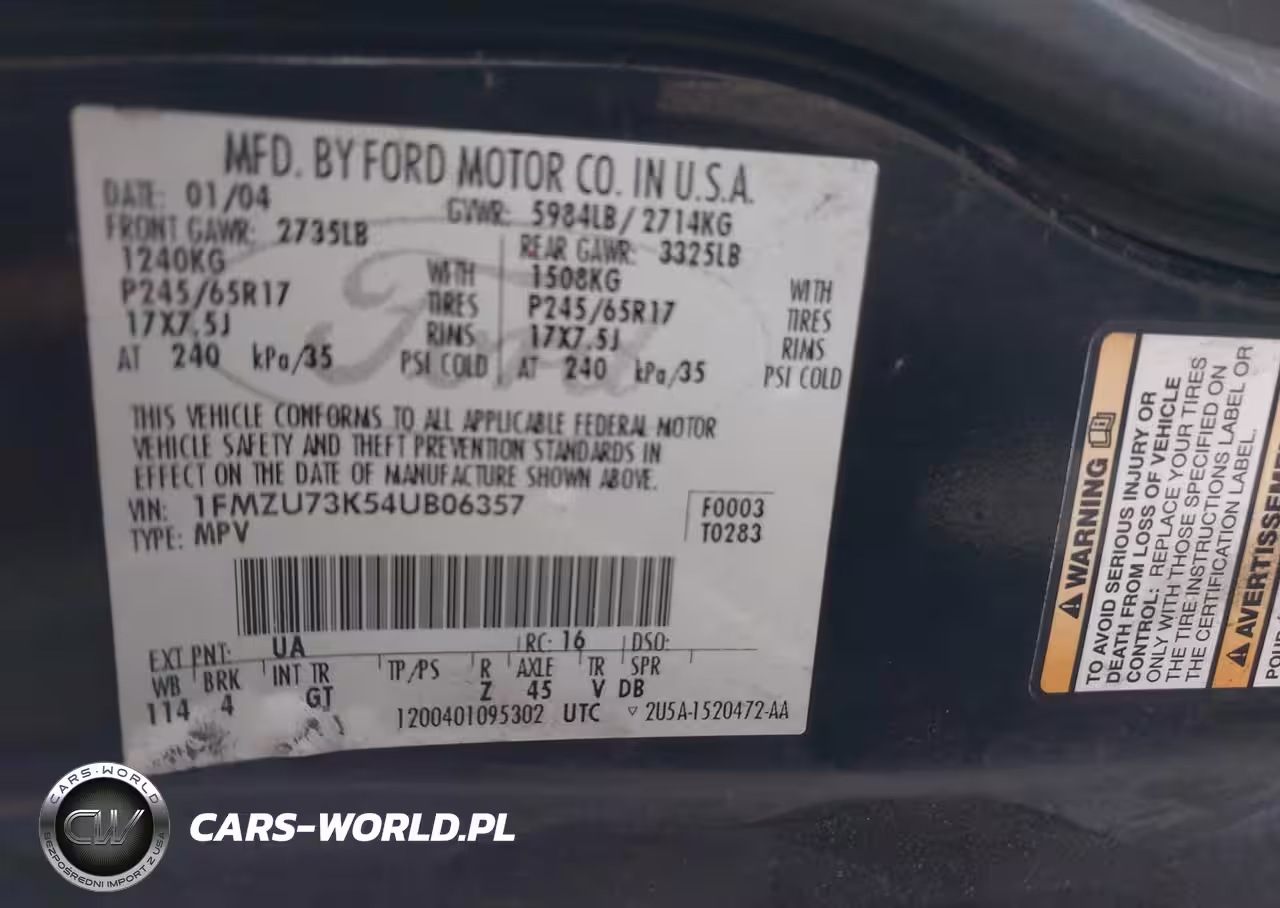 MFD. BY FORD MOTOR CO. IN U.S.A.
DATE: 01/04 GVWR: 5984LB/2714KG
FRONT GAWR: 2735LB REAR GAWR: 3325LB
1240KG WITH 1508KG WITH
P245/65R17 TIRES P245/65R17 TIRES
17X7.5J RIMS 17X7.5J RIMS
AT 240 kPa/35 PSI COLD AT 240 kPa/35 PSI COLD
THIS VEHICLE CONFORMS TO ALL APPLICABLE FEDERAL MOTOR
VEHICLE SAFETY AND THEFT PREVENTION STANDARDS IN
EFFECT ON THE DATE OF MANUFACTURE SHOWN ABOVE.
VIN: 1FMZU73K54UB06357 F0003
TYPE: MPV T0283
EXT PNT: UA RC: 16 DSO:
WB BRK INT TR TP/PS R AXLE TR SPR
114 4 GT Z 45 V DB
1200401095302 UTC ▽ 2U5A-1520472-AA
Ford
WARNING
TO AVOID SERIOUS INJURY OR
DEATH FROM LOSS OF VEHICLE
CONTROL: REPLACE YOUR TIRES
ONLY WITH THOSE SPECIFIED ON
THE TIRE INSTRUCTIONS LABEL OR
THE CERTIFICATION LABEL.
AVERTISSEME
POUR
CARS-WORLD
CW
BEZPOŚREDNI IMPORT Z USA
CARS-WORLD.PL